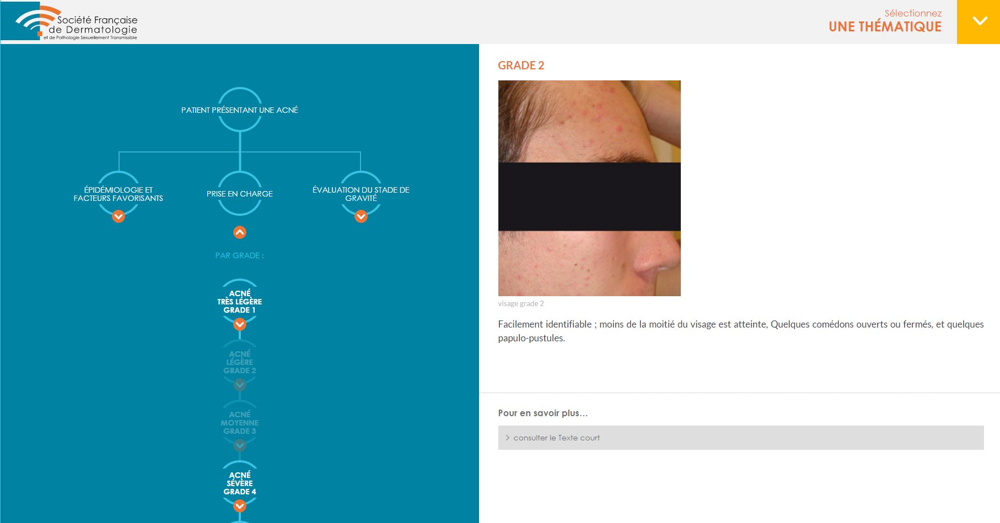 Société Française
de Dermatologie
et de Pathologie Sexuellement Transmissible
Sélectionnez
UNE THÉMATIQUE
PATIENT PRÉSENTANT UNE ACNÉ
ÉPIDÉMIOLOGIE ET
FACTEURS FAVORISANTS
PRISE EN CHARGE
ÉVALUATION DU STADE DE
GRAVITÉ
PAR GRADE :
ACNÉ
TRÈS LÉGÈRE
GRADE 1
ACNÉ
LÉGÈRE
GRADE 2
ACNÉ
MOYENNE
GRADE 3
ACNÉ
SÉVÈRE
GRADE 4
GRADE 2
visage grade 2
Facilement identifiable ; moins de la moitié du visage est atteinte, Quelques comédons ouverts ou fermés, et quelques
papulo-pustules.
Pour en savoir plus...
consulter le Texte court